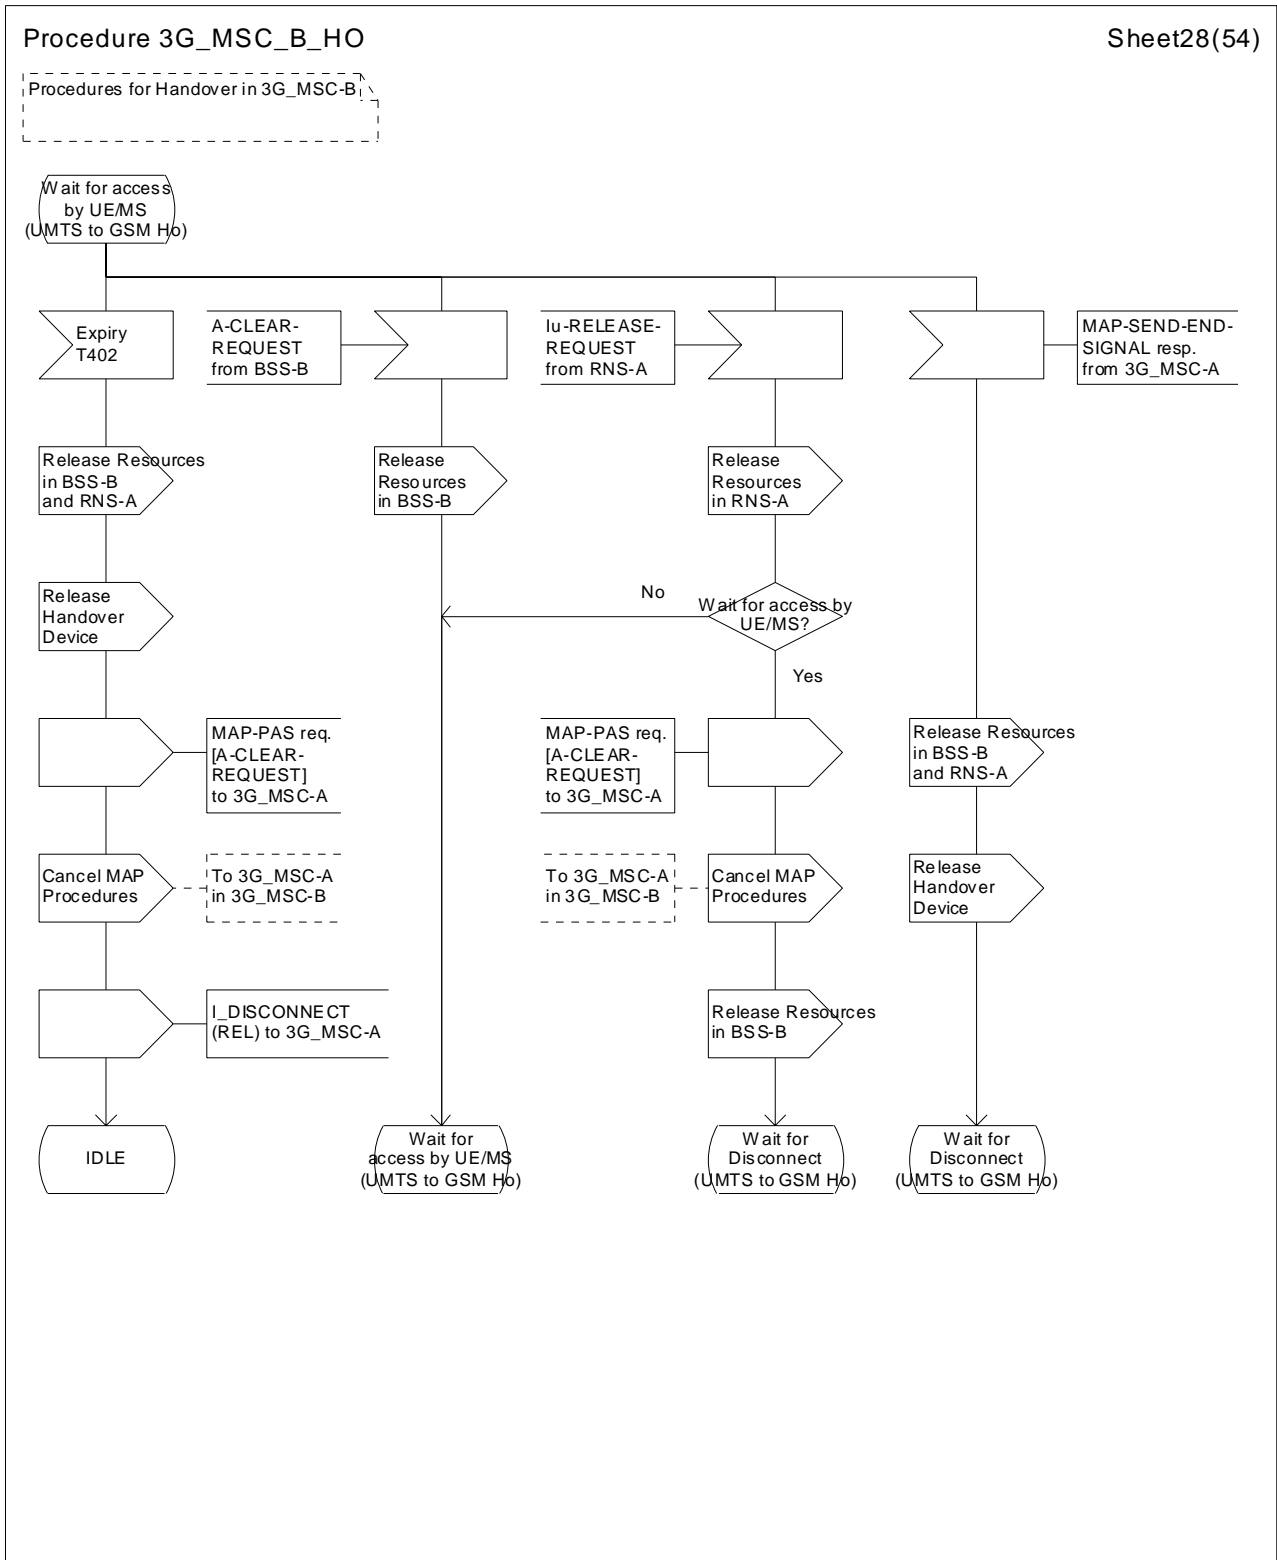 Procedure 3G_MSC_B_HO
Sheet28(54)
Procedures for Handover in 3G_MSC-B
Wait for access
by UE/MS
(UMTS to GSM Ho)
Expiry
T402
A-CLEAR-
REQUEST
from BSS-B
Iu-RELEASE-
REQUEST
from RNS-A
MAP-SEND-END-
SIGNAL resp.
from 3G_MSC-A
Release Resources
in BSS-B
and RNS-A
Release
Resources
in BSS-B
Release
Resources
in RNS-A
Release
Handover
Device
No
Wait for access by
UE/MS?
Yes
MAP-PAS req.
[A-CLEAR-
REQUEST]
to 3G_MSC-A
MAP-PAS req.
[A-CLEAR-
REQUEST]
to 3G_MSC-A
Release Resources
in BSS-B
and RNS-A
Cancel MAP
Procedures
To 3G_MSC-A
in 3G_MSC-B
To 3G_MSC-A
in 3G_MSC-B
Cancel MAP
Procedures
Release
Handover
Device
I_DISCONNECT
(REL) to 3G_MSC-A
Release Resources
in BSS-B
IDLE
Wait for
access by UE/MS
(UMTS to GSM Ho)
Wait for
Disconnect
(UMTS to GSM Ho)
Wait for
Disconnect
(UMTS to GSM Ho)